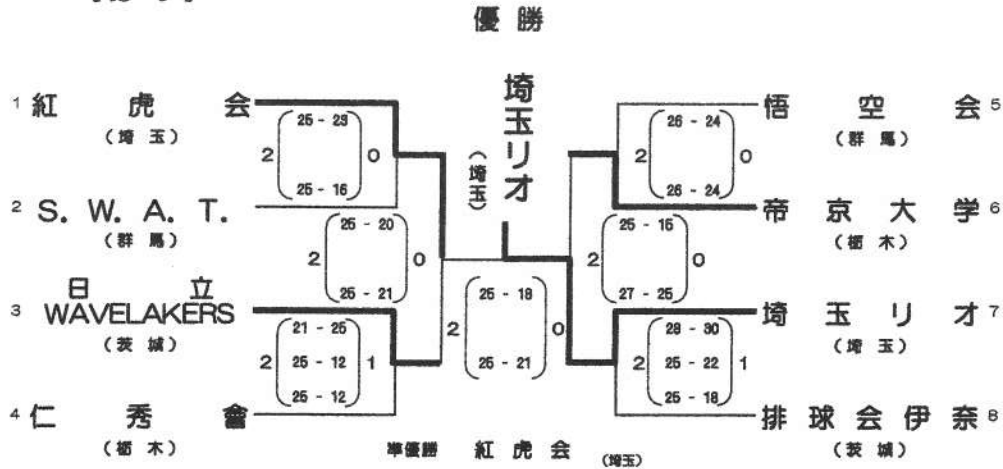 優勝
埼玉リオ
（埼玉）
1 紅虎会
（埼玉）
2 S. W. A. T.
（群馬）
3 日立
WAVELAKERS
（茨城）
4 仁秀會
（栃木）
2 25 - 23 0
25 - 16
2 25 - 20 0
25 - 21
2 21 - 25 1
25 - 12
25 - 12
2 25 - 18 0
25 - 21
悟空会 5
（群馬）
帝京大学 6
（栃木）
埼玉リオ 7
（埼玉）
排球会伊奈 8
（茨城）
2 26 - 24 0
26 - 24
2 25 - 15 0
27 - 25
2 28 - 30 1
25 - 22
25 - 18
準優勝 紅虎会 （埼玉）